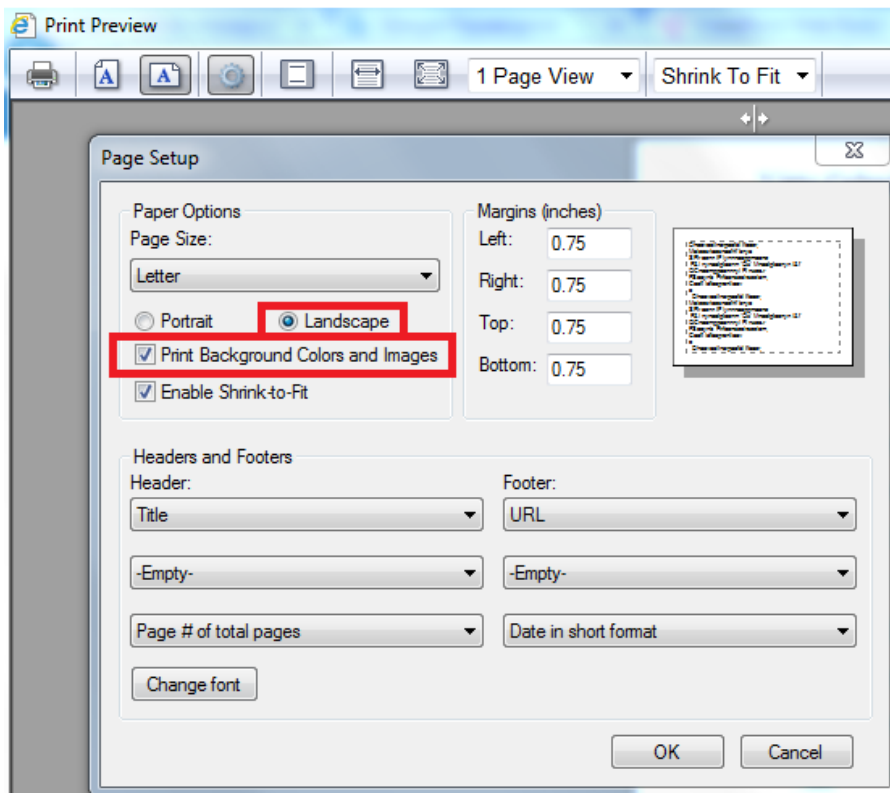 Print Preview
A A 1 Page View Shrink To Fit
Page Setup
Paper Options
Page Size:
Letter
Portrait Landscape
Print Background Colors and Images
Enable Shrink-to-Fit
Margins (inches)
Left: 0.75
Right: 0.75
Top: 0.75
Bottom: 0.75
Headers and Footers
Header: Footer:
Title URL
-Empty- -Empty-
Page # of total pages Date in short format
Change font
OK Cancel